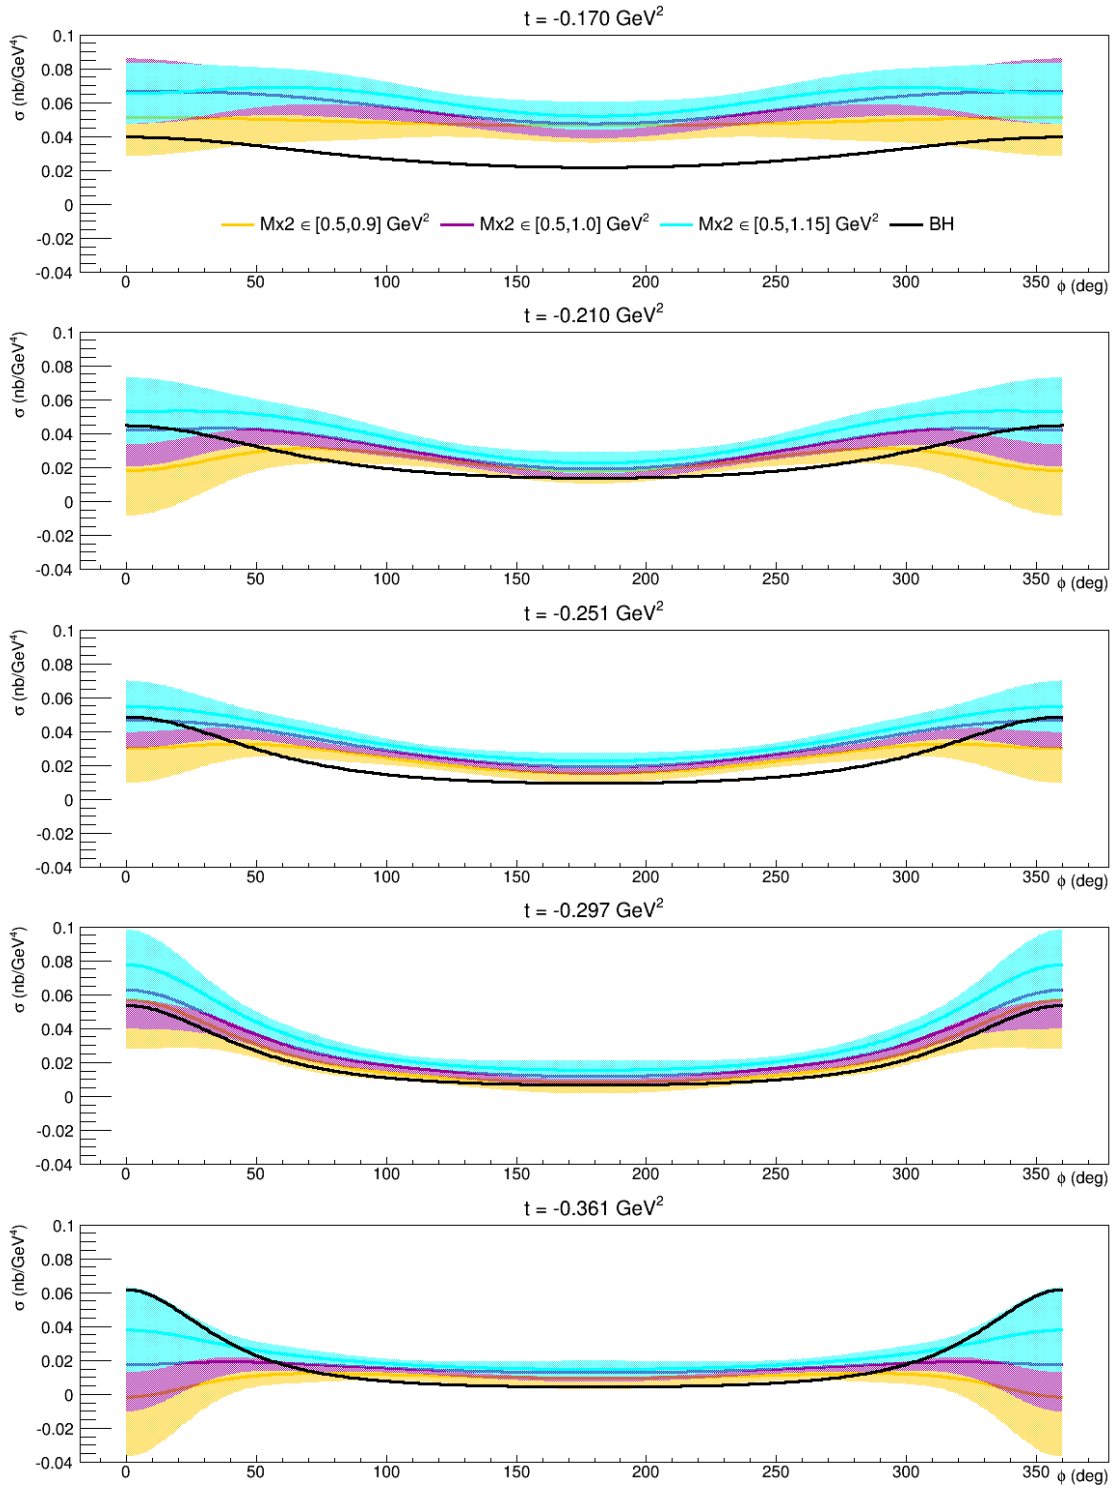 t = -0.170 GeV²
σ (nb/GeV⁴)
0.1
0.08
0.06
0.04
0.02
0
-0.02
-0.04
Mx2 ∈ [0.5,0.9] GeV² Mx2 ∈ [0.5,1.0] GeV² Mx2 ∈ [0.5,1.15] GeV² BH
0 50 100 150 200 250 300 350 ϕ (deg)
t = -0.210 GeV²
σ (nb/GeV⁴)
0.1
0.08
0.06
0.04
0.02
0
-0.02
-0.04
0 50 100 150 200 250 300 350 ϕ (deg)
t = -0.251 GeV²
σ (nb/GeV⁴)
0.1
0.08
0.06
0.04
0.02
0
-0.02
-0.04
0 50 100 150 200 250 300 350 ϕ (deg)
t = -0.297 GeV²
σ (nb/GeV⁴)
0.1
0.08
0.06
0.04
0.02
0
-0.02
-0.04
0 50 100 150 200 250 300 350 ϕ (deg)
t = -0.361 GeV²
σ (nb/GeV⁴)
0.1
0.08
0.06
0.04
0.02
0
-0.02
-0.04
0 50 100 150 200 250 300 350 ϕ (deg)